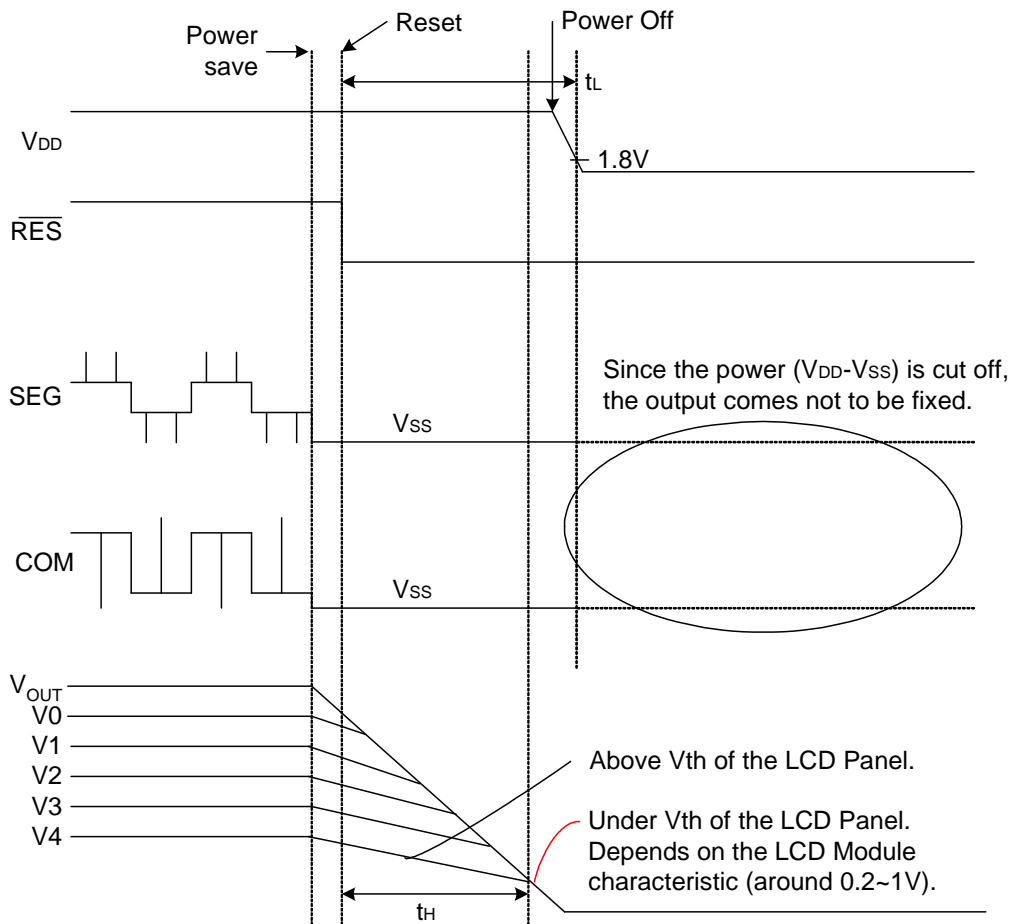 Power
save
Reset
Power Off
tL
VDD
1.8V
RES
SEG
Since the power (VDD-VSS) is cut off,
the output comes not to be fixed.
VSS
COM
VSS
VOUT
V0
V1
V2
V3
V4
Above Vth of the LCD Panel.
Under Vth of the LCD Panel.
Depends on the LCD Module
characteristic (around 0.2~1V).
tH